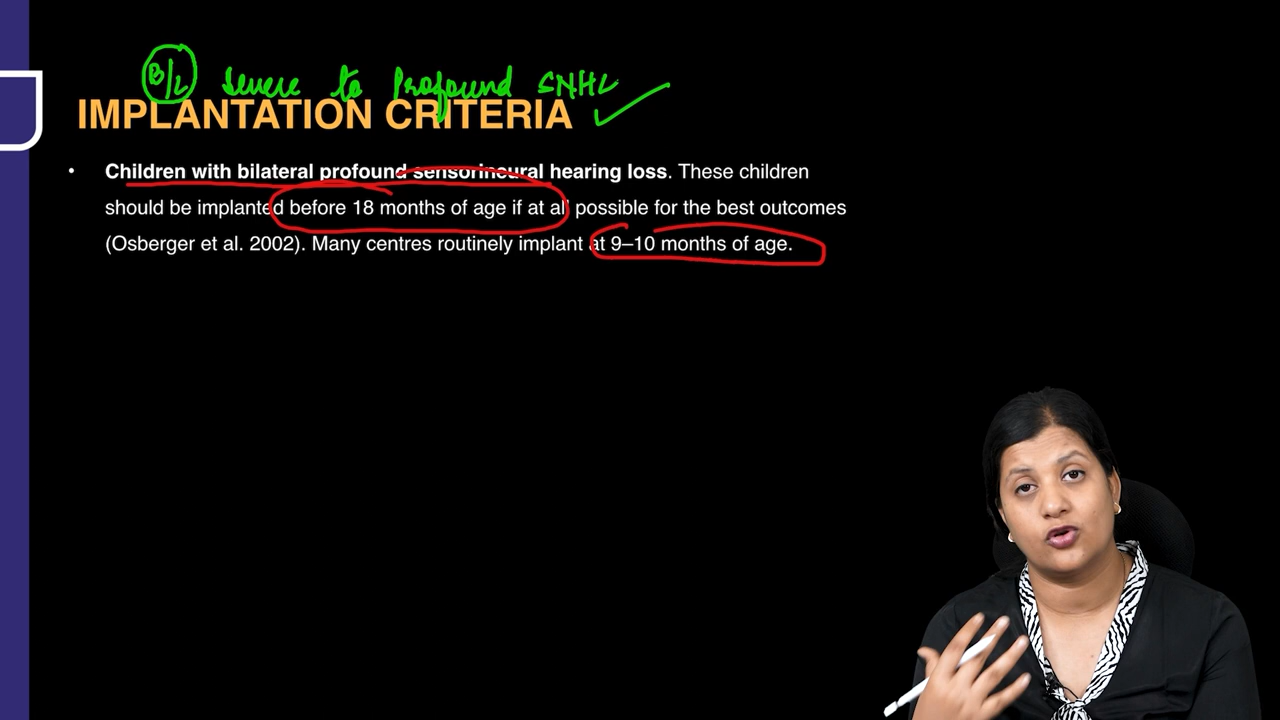 B/L severe to Profound SNHL
IMPLANTATION CRITERIA
• Children with bilateral profound sensorineural hearing loss. These children
should be implanted before 18 months of age if at all possible for the best outcomes
(Osberger et al. 2002). Many centres routinely implant at 9–10 months of age.